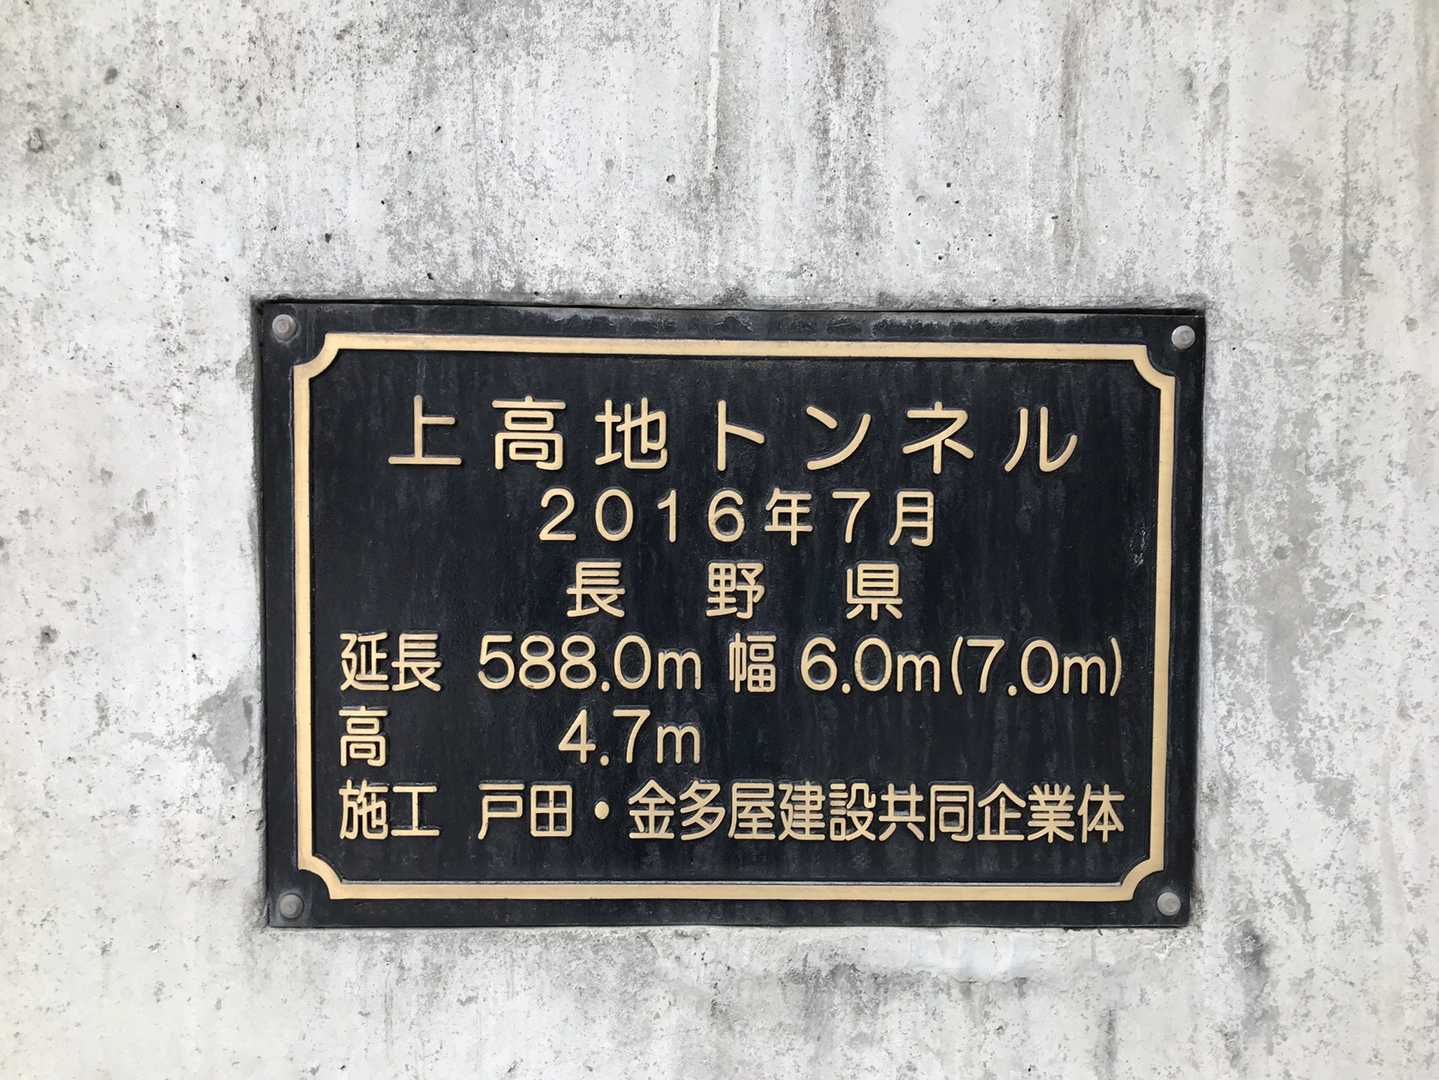 上高地トンネル
2016年7月
長野県
延長 588.0m 幅 6.0m(7.0m)
高 4.7m
施工 戸田・金多屋建設共同企業体